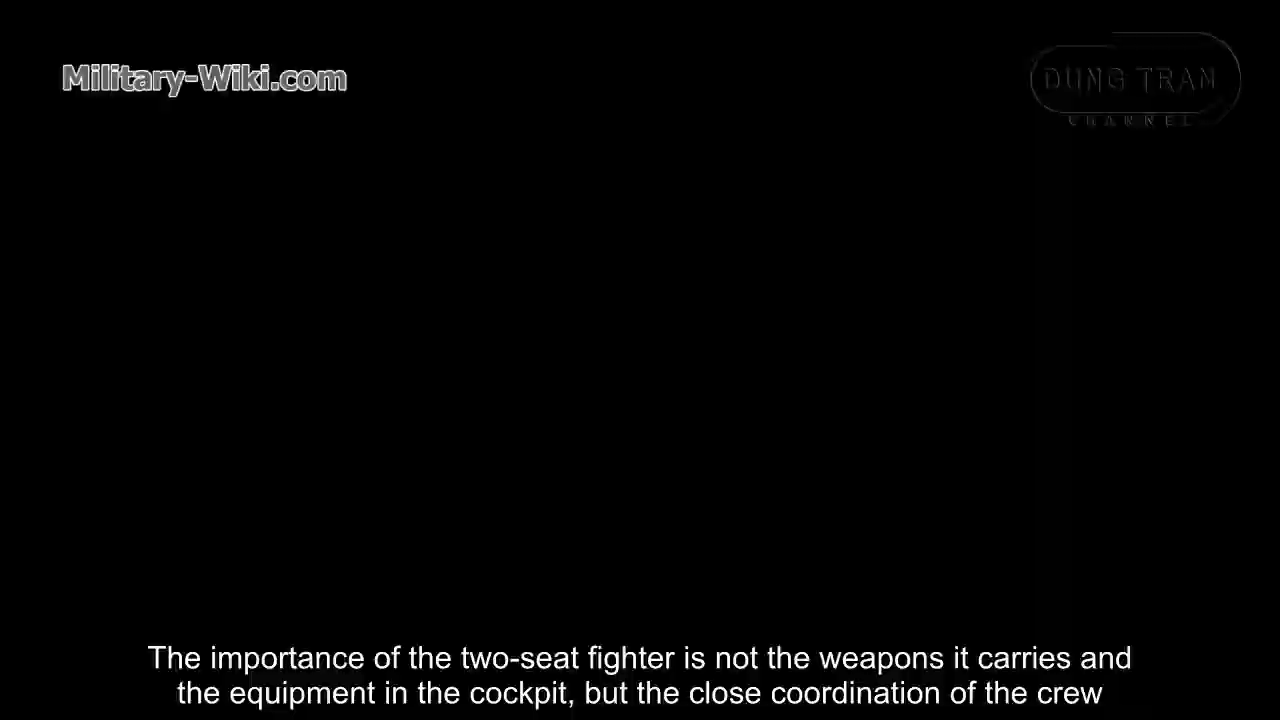 Military-Wiki.com
DUNG TRAN
CHANNEL
The importance of the two-seat fighter is not the weapons it carries and
the equipment in the cockpit, but the close coordination of the crew